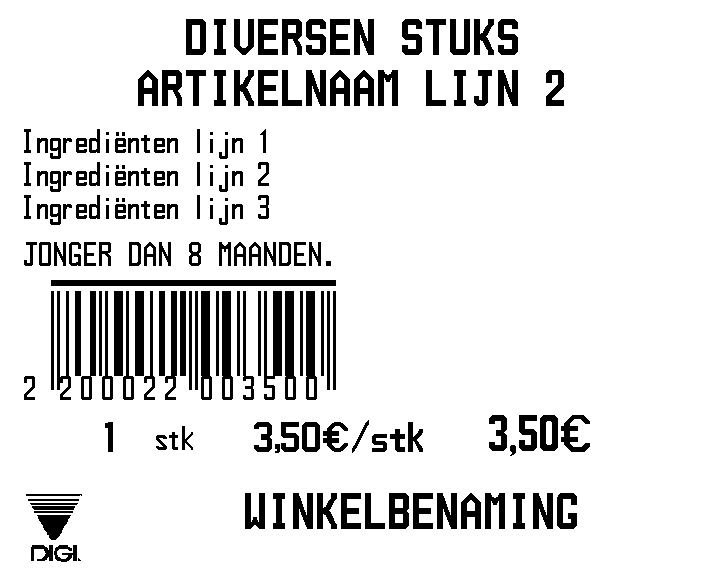 DIVERSEN STUKS
ARTIKELNAAM LIJN 2
Ingrediënten lijn 1
Ingrediënten lijn 2
Ingrediënten lijn 3
JONGER DAN 8 MAANDEN.
2 200022 003500
1 stk 3,50€/stk 3,50€
WINKELBENAMING
DIGI.